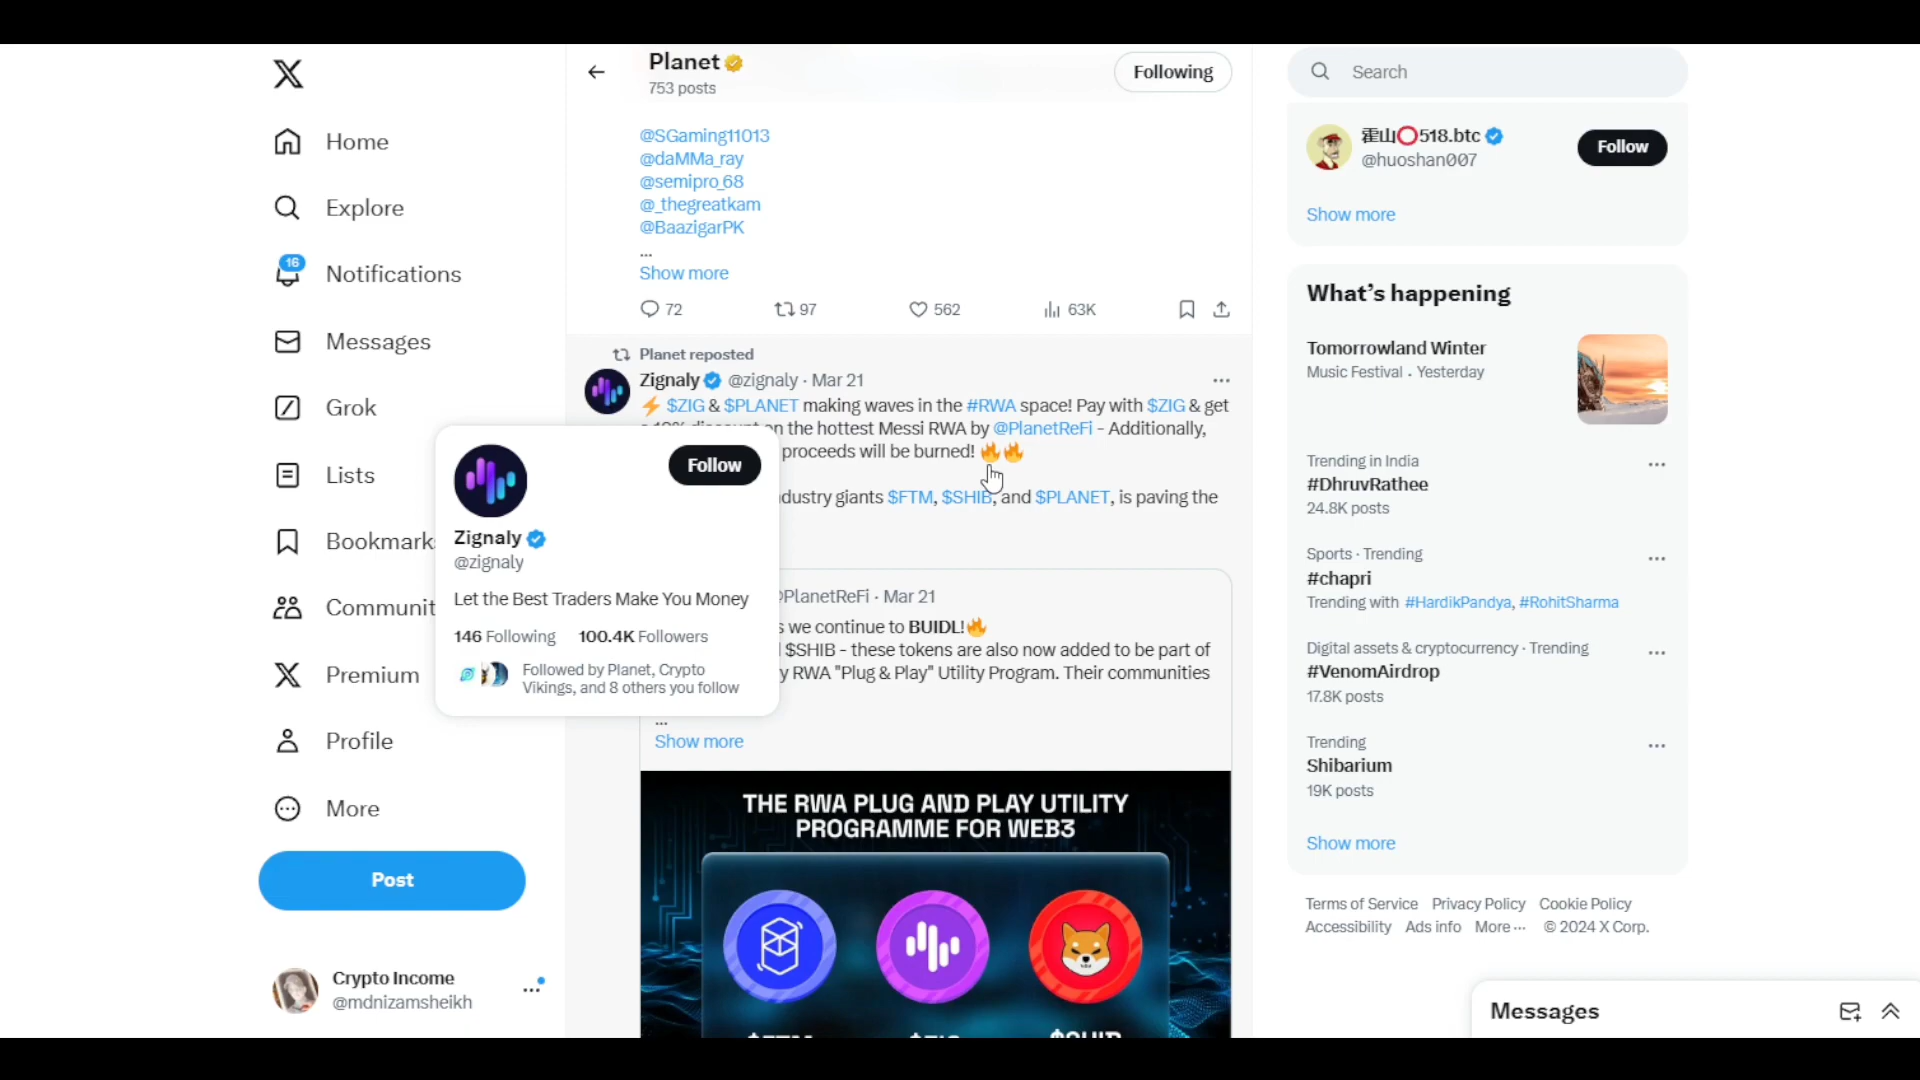 Home
Explore
16
Notifications
Messages
Grok
Lists
Bookmark
Communit
Premium
Profile
More
Post
Crypto Income
@mdnizamsheikh
Planet
753 posts
Following
@SGaming11013
@daMMa_ray
@semipro_68
@_thegreatkam
@BaazigarPK
...
Show more
72 97 562 63K
Planet reposted
Zignaly @zignaly · Mar 21
⚡ $ZIG & $PLANET making waves in the #RWA space! Pay with $ZIG & get
on the hottest Messi RWA by @PlanetReFi - Additionally,
proceeds will be burned! 🔥🔥
dustry giants $FTM, $SHIB, and $PLANET, is paving the
Follow
Zignaly
@zignaly
Let the Best Traders Make You Money
146 Following 100.4K Followers
Followed by Planet, Crypto
Vikings, and 8 others you follow
PlanetReFi · Mar 21
s we continue to BUIDL!🔥
$SHIB - these tokens are also now added to be part of
y RWA "Plug & Play" Utility Program. Their communities
...
Show more
THE RWA PLUG AND PLAY UTILITY
PROGRAMME FOR WEB3
Search
霍山⭕518.btc
@huoshan007
Follow
Show more
What's happening
Tomorrowland Winter
Music Festival · Yesterday
Trending in India
#DhruvRathee
24.8K posts
Sports · Trending
#chapri
Trending with #HardikPandya, #RohitSharma
Digital assets & cryptocurrency · Trending
#VenomAirdrop
17.8K posts
Trending
Shibarium
19K posts
Show more
Terms of Service Privacy Policy Cookie Policy
Accessibility Ads info More ··· © 2024 X Corp.
Messages